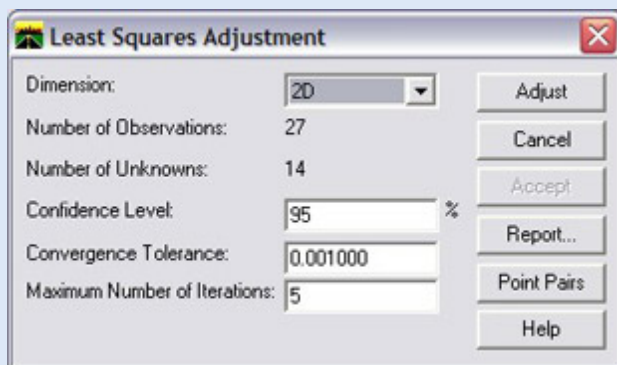 Least Squares Adjustment
Dimension: 2D
Number of Observations: 27
Number of Unknowns: 14
Confidence Level: 95 %
Convergence Tolerance: 0.001000
Maximum Number of Iterations: 5
Adjust
Cancel
Accept
Report...
Point Pairs
Help